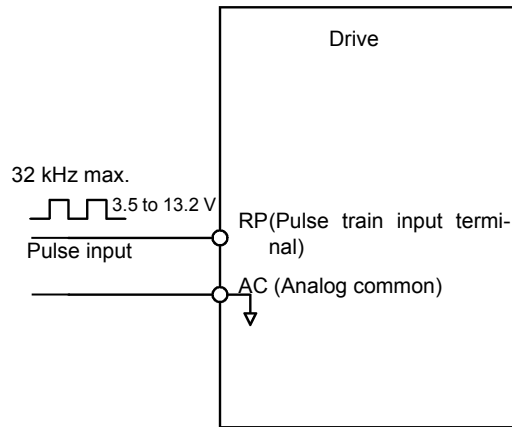 Drive
32 kHz max.
3.5 to 13.2 V
RP(Pulse train input termi-
nal)
Pulse input
AC (Analog common)